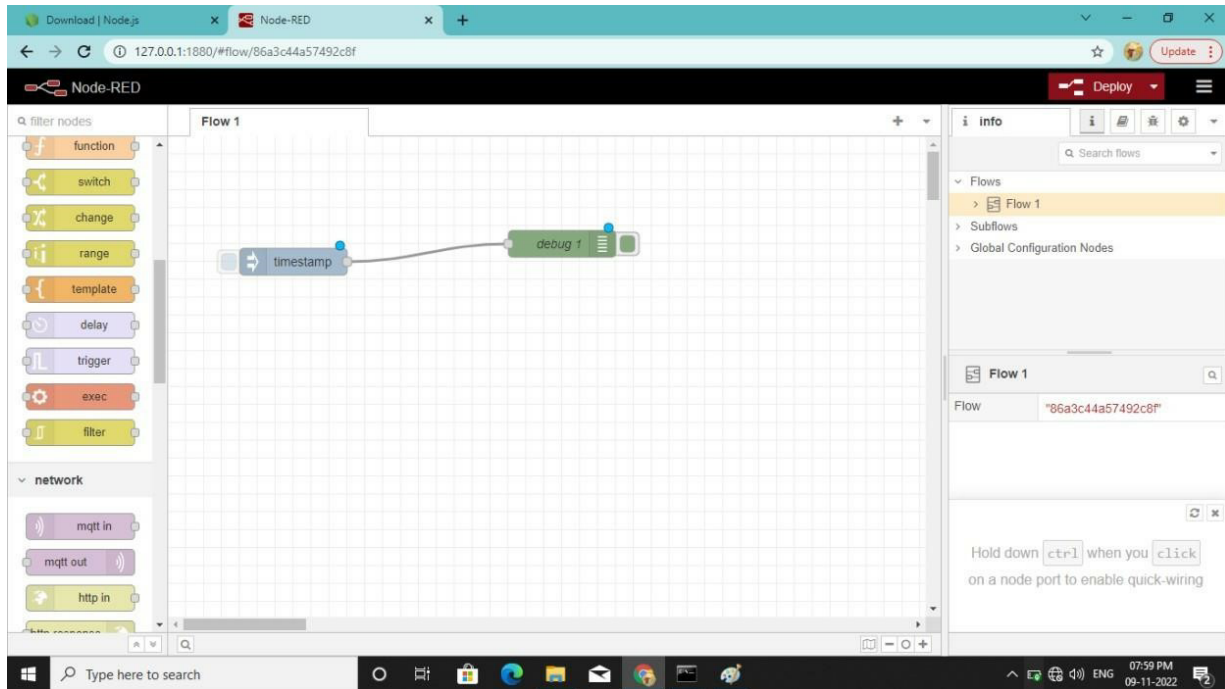 Download | Node.js
Node-RED
127.0.0.1:1880/#flow/86a3c44a57492c8f
Update
Node-RED
Deploy
filter nodes
Flow 1
i info
i
function
switch
change
range
template
delay
trigger
exec
filter
network
mqtt in
mqtt out
http in
http response
timestamp
debug 1
Search flows
Flows
Flow 1
Subflows
Global Configuration Nodes
Flow 1
Flow "86a3c44a57492c8f"
Hold down ctrl when you click
on a node port to enable quick-wiring
Type here to search
ENG
07:59 PM
09-11-2022
2